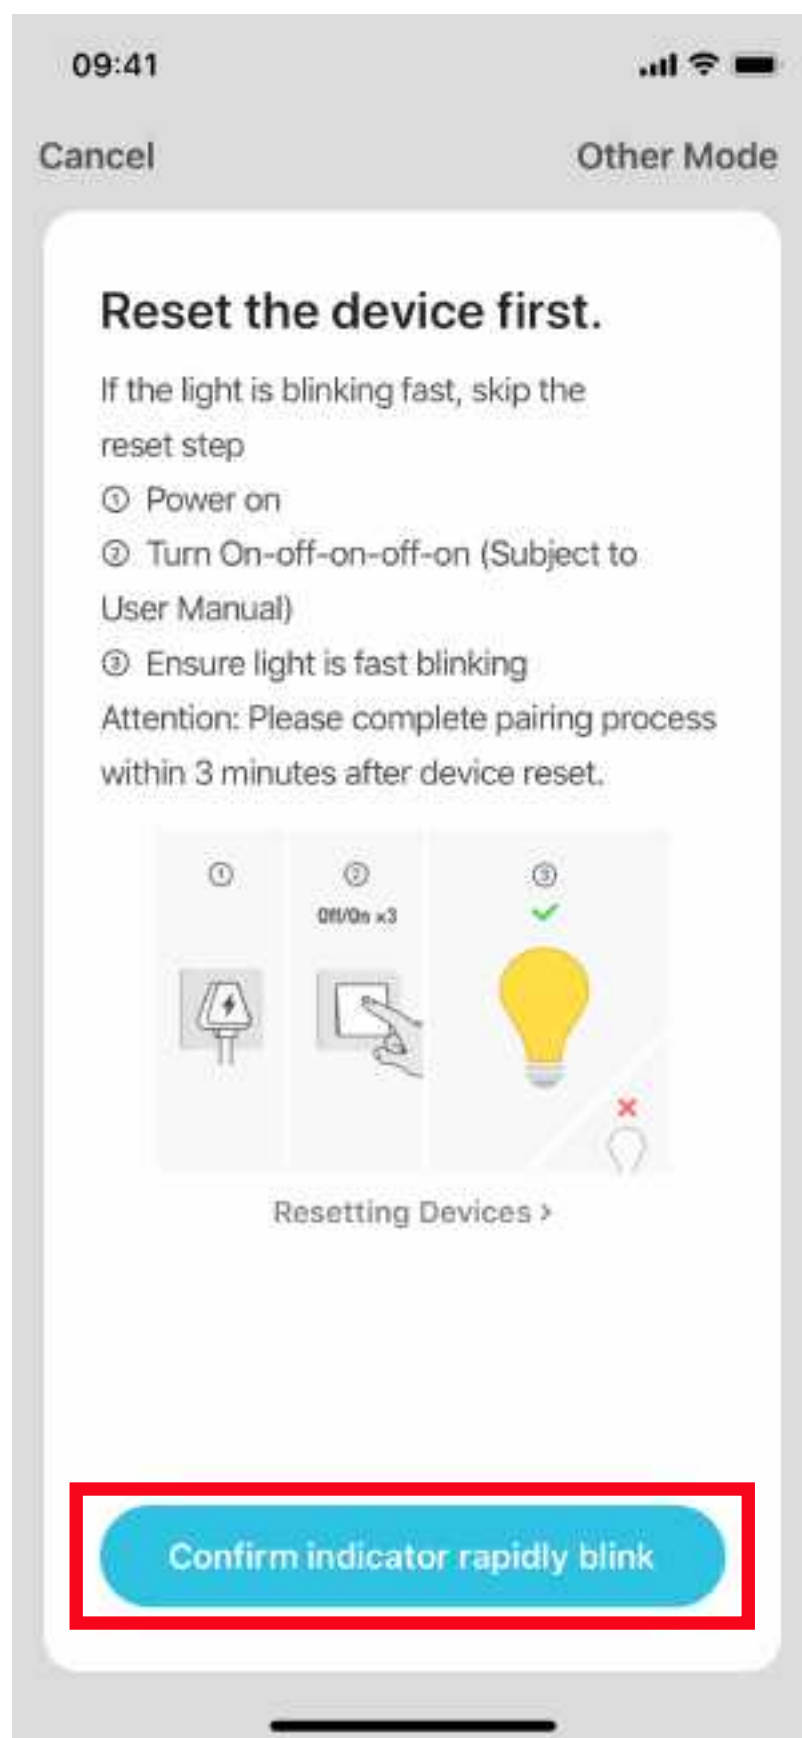 09:41
Cancel
Other Mode
Reset the device first.
If the light is blinking fast, skip the
reset step
① Power on
② Turn On-off-on-off-on (Subject to
User Manual)
③ Ensure light is fast blinking
Attention: Please complete pairing process
within 3 minutes after device reset.
①
②
③
Off/On x3
Resetting Devices >
Confirm indicator rapidly blink